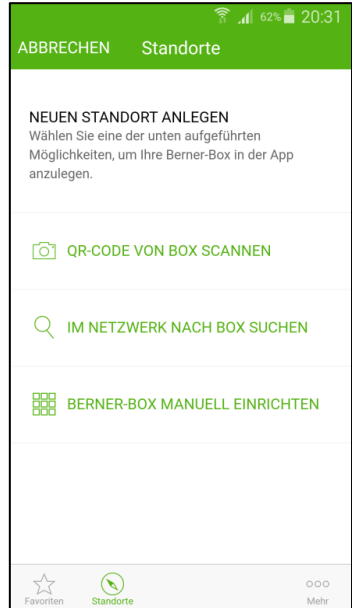 62% 20:31
ABBRECHEN Standorte
NEUEN STANDORT ANLEGEN
Wählen Sie eine der unten aufgeführten
Möglichkeiten, um Ihre Berner-Box in der App
anzulegen.
QR-CODE VON BOX SCANNEN
IM NETZWERK NACH BOX SUCHEN
BERNER-BOX MANUELL EINRICHTEN
Favoriten Standorte Mehr